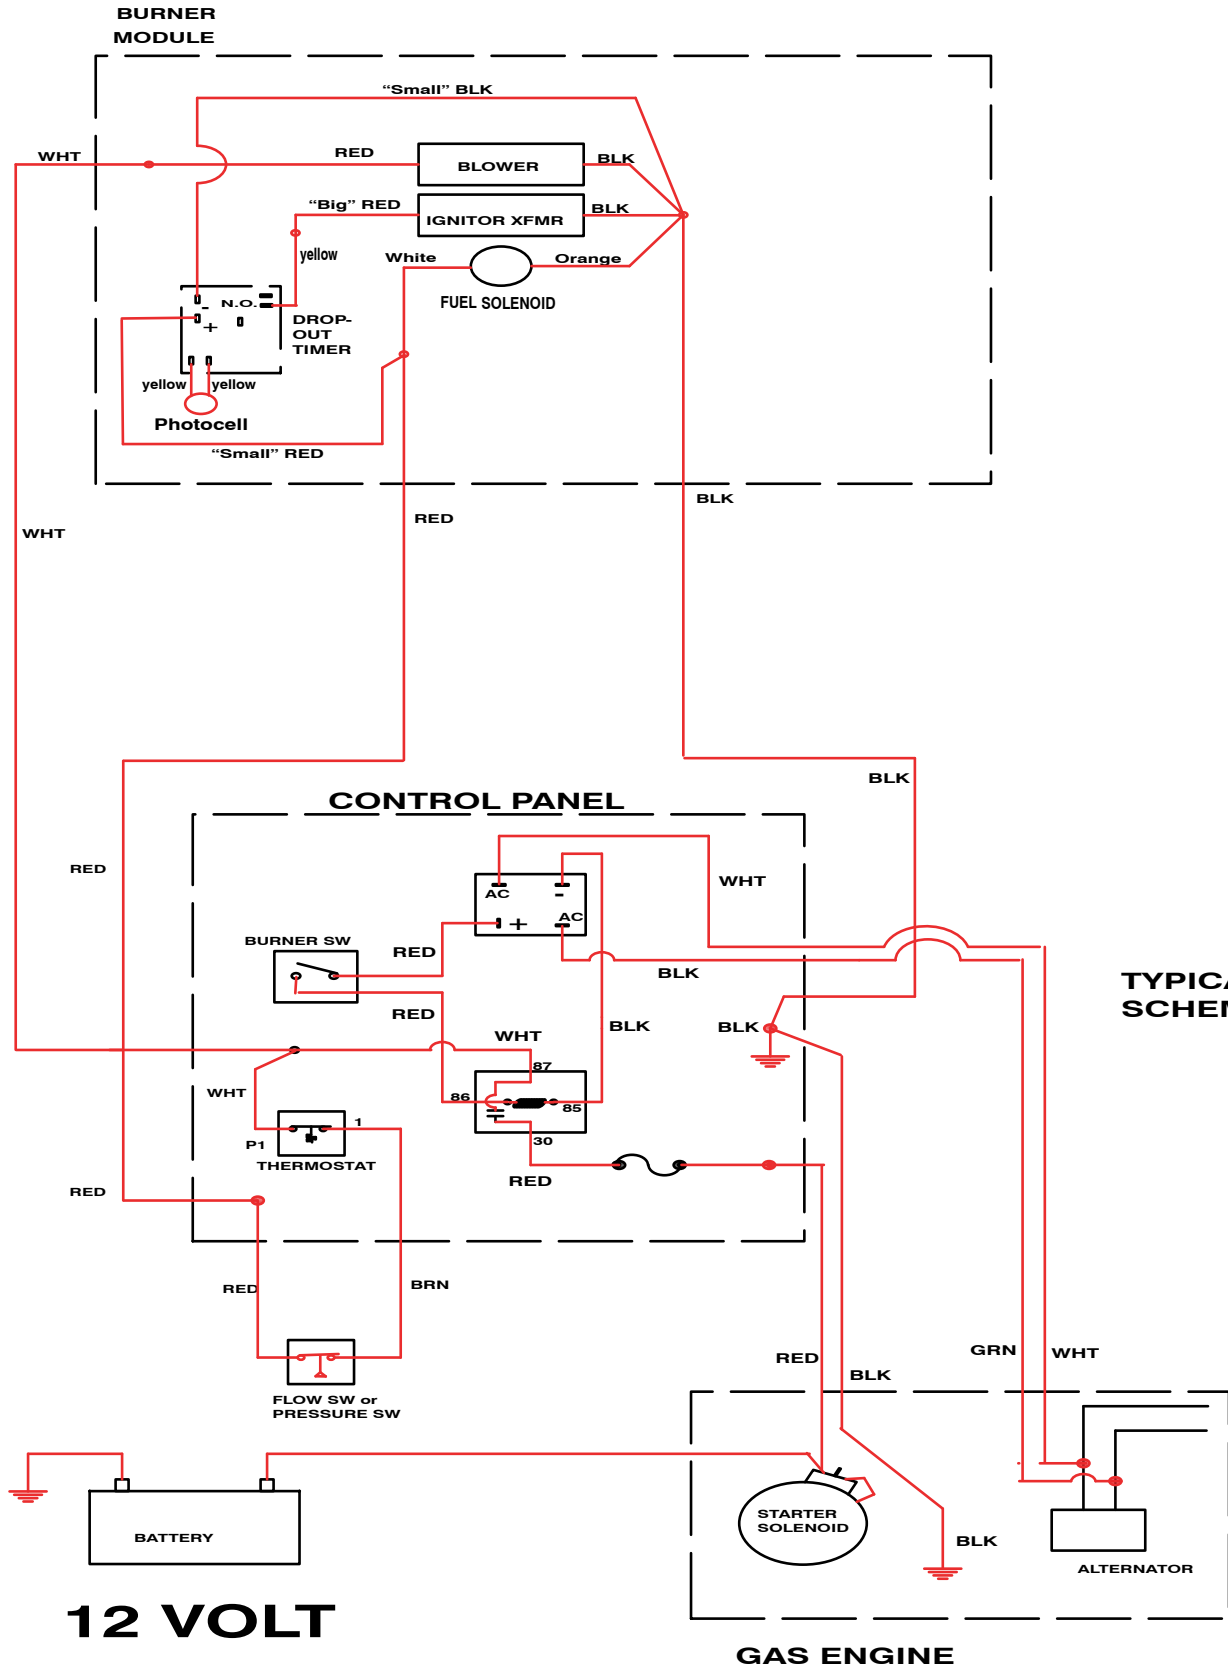 BURNER
MODULE
“Small” BLK
WHT
RED
BLOWER
BLK
“Big” RED
IGNITOR XFMR
BLK
yellow
White
Orange
FUEL SOLENOID
N.O.
-
+
DROP-
OUT
TIMER
yellow
yellow
Photocell
“Small” RED
BLK
RED
WHT
BLK
CONTROL PANEL
RED
WHT
AC
-
+
AC
BURNER SW
RED
BLK
TYPICA
SCHEM
RED
BLK
BLK
WHT
87
WHT
86
85
P1
1
30
THERMOSTAT
RED
RED
RED
BRN
GRN
WHT
RED
BLK
FLOW SW or
PRESSURE SW
STARTER
SOLENOID
BATTERY
BLK
ALTERNATOR
12 VOLT
GAS ENGINE